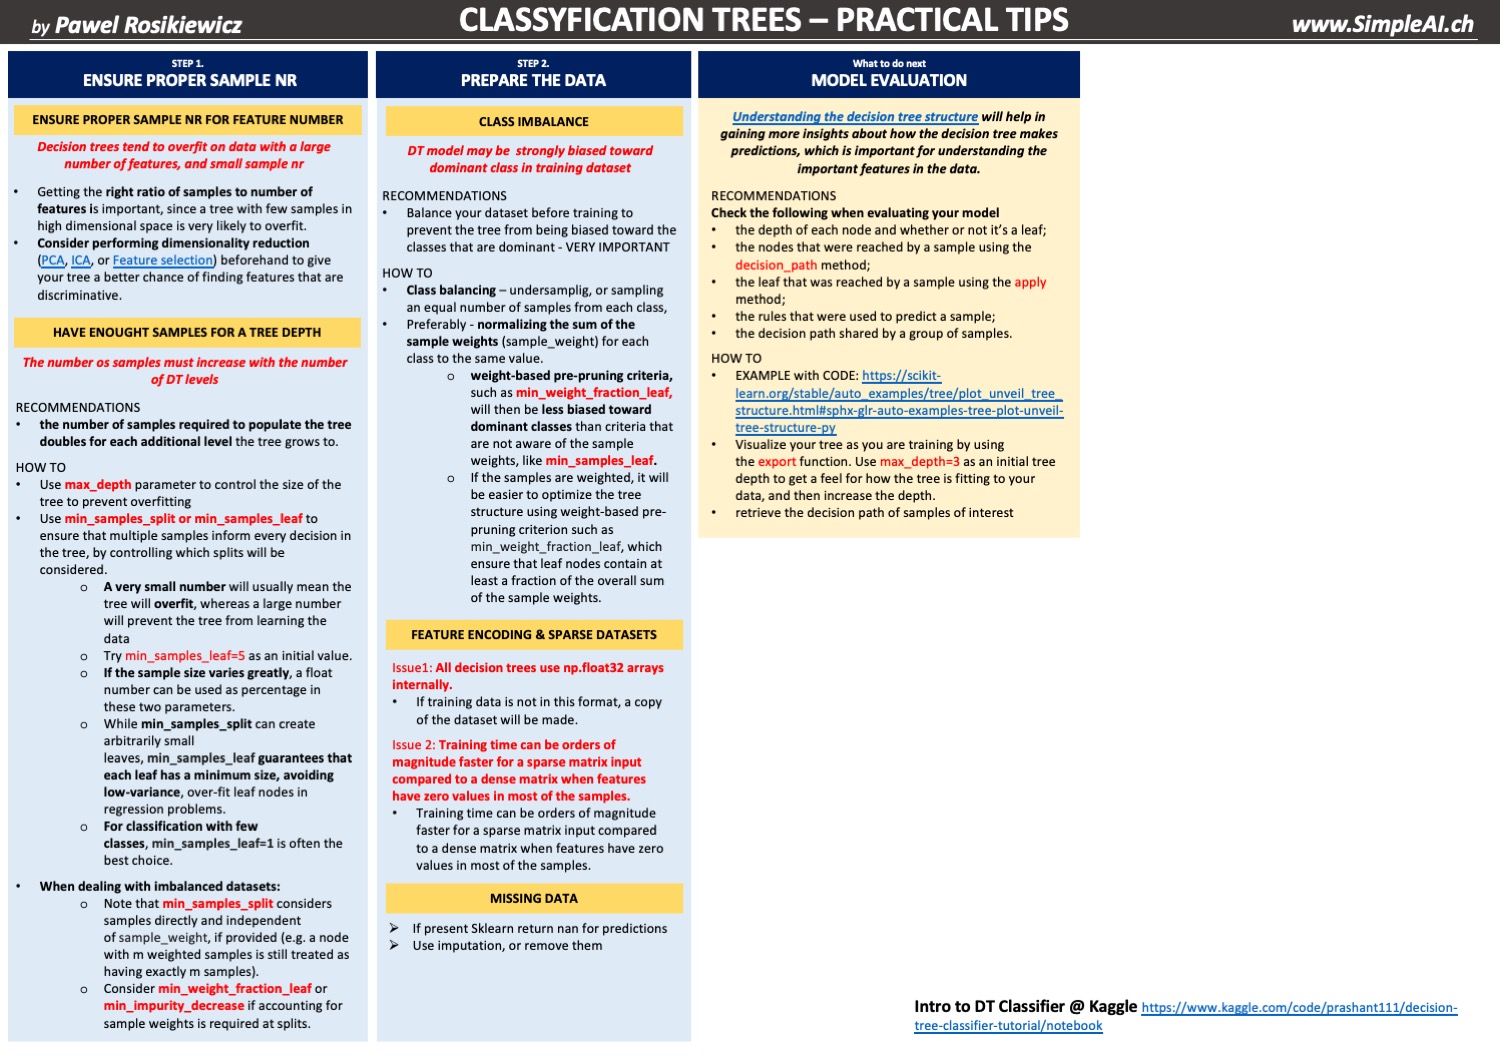 by Pawel Rosikiewicz
CLASSYFICATION TREES – PRACTICAL TIPS
www.SimpleAI.ch
STEP 1.
ENSURE PROPER SAMPLE NR
ENSURE PROPER SAMPLE NR FOR FEATURE NUMBER
Decision trees tend to overfit on data with a large
number of features, and small sample nr
• Getting the right ratio of samples to number of
features is important, since a tree with few samples in
high dimensional space is very likely to overfit.
• Consider performing dimensionality reduction
(PCA, ICA, or Feature selection) beforehand to give
your tree a better chance of finding features that are
discriminative.
HAVE ENOUGHT SAMPLES FOR A TREE DEPTH
The number os samples must increase with the number
of DT levels
RECOMMENDATIONS
• the number of samples required to populate the tree
doubles for each additional level the tree grows to.
HOW TO
• Use max_depth parameter to control the size of the
tree to prevent overfitting
• Use min_samples_split or min_samples_leaf to
ensure that multiple samples inform every decision in
the tree, by controlling which splits will be
considered.
o A very small number will usually mean the
tree will overfit, whereas a large number
will prevent the tree from learning the
data
o Try min_samples_leaf=5 as an initial value.
o If the sample size varies greatly, a float
number can be used as percentage in
these two parameters.
o While min_samples_split can create
arbitrarily small
leaves, min_samples_leaf guarantees that
each leaf has a minimum size, avoiding
low-variance, over-fit leaf nodes in
regression problems.
o For classification with few
classes, min_samples_leaf=1 is often the
best choice.
• When dealing with imbalanced datasets:
o Note that min_samples_split considers
samples directly and independent
of sample_weight, if provided (e.g. a node
with m weighted samples is still treated as
having exactly m samples).
o Consider min_weight_fraction_leaf or
min_impurity_decrease if accounting for
sample weights is required at splits.
STEP 2.
PREPARE THE DATA
CLASS IMBALANCE
DT model may be strongly biased toward
dominant class in training dataset
RECOMMENDATIONS
• Balance your dataset before training to
prevent the tree from being biased toward the
classes that are dominant - VERY IMPORTANT
HOW TO
• Class balancing – undersamplig, or sampling
an equal number of samples from each class,
• Preferably - normalizing the sum of the
sample weights (sample_weight) for each
class to the same value.
o weight-based pre-pruning criteria,
such as min_weight_fraction_leaf,
will then be less biased toward
dominant classes than criteria that
are not aware of the sample
weights, like min_samples_leaf.
o If the samples are weighted, it will
be easier to optimize the tree
structure using weight-based pre-
pruning criterion such as
min_weight_fraction_leaf, which
ensure that leaf nodes contain at
least a fraction of the overall sum
of the sample weights.
FEATURE ENCODING & SPARSE DATASETS
Issue1: All decision trees use np.float32 arrays
internally.
• If training data is not in this format, a copy
of the dataset will be made.
Issue 2: Training time can be orders of
magnitude faster for a sparse matrix input
compared to a dense matrix when features
have zero values in most of the samples.
• Training time can be orders of magnitude
faster for a sparse matrix input compared
to a dense matrix when features have zero
values in most of the samples.
MISSING DATA
➢ If present Sklearn return nan for predictions
➢ Use imputation, or remove them
What to do next
MODEL EVALUATION
Understanding the decision tree structure will help in
gaining more insights about how the decision tree makes
predictions, which is important for understanding the
important features in the data.
RECOMMENDATIONS
Check the following when evaluating your model
• the depth of each node and whether or not it's a leaf;
• the nodes that were reached by a sample using the
decision_path method;
• the leaf that was reached by a sample using the apply
method;
• the rules that were used to predict a sample;
• the decision path shared by a group of samples.
HOW TO
• EXAMPLE with CODE: https://scikit-
learn.org/stable/auto_examples/tree/plot_unveil_tree_
structure.html#sphx-glr-auto-examples-tree-plot-unveil-
tree-structure-py
• Visualize your tree as you are training by using
the export function. Use max_depth=3 as an initial tree
depth to get a feel for how the tree is fitting to your
data, and then increase the depth.
• retrieve the decision path of samples of interest
Intro to DT Classifier @ Kaggle https://www.kaggle.com/code/prashant111/decision-
tree-classifier-tutorial/notebook